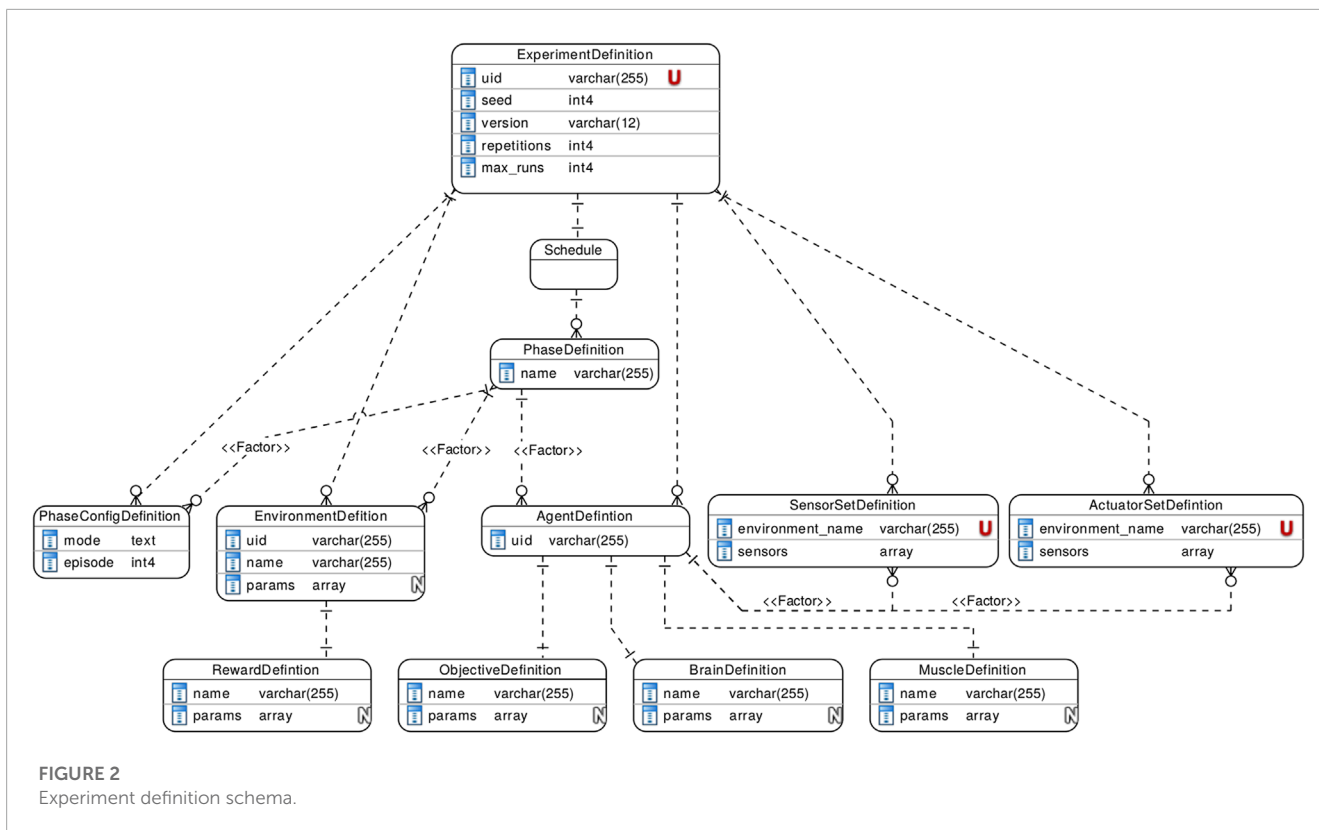 ExperimentDefinition
uid varchar(255) U
seed int4
version varchar(12)
repetitions int4
max_runs int4
Schedule
PhaseDefinition
name varchar(255)
<<Factor>>
<<Factor>>
<<Factor>>
PhaseConfigDefinition
mode text
episode int4
EnvironmentDefition
uid varchar(255)
name varchar(255)
params array N
AgentDefintion
uid varchar(255)
SensorSetDefinition
environment_name varchar(255) U
sensors array
ActuatorSetDefintion
environment_name varchar(255) U
sensors array
<<Factor>>
<<Factor>>
RewardDefintion
name varchar(255)
params array N
ObjectiveDefinition
name varchar(255)
params array N
BrainDefinition
name varchar(255)
params array N
MuscleDefinition
name varchar(255)
params array N
FIGURE 2
Experiment definition schema.